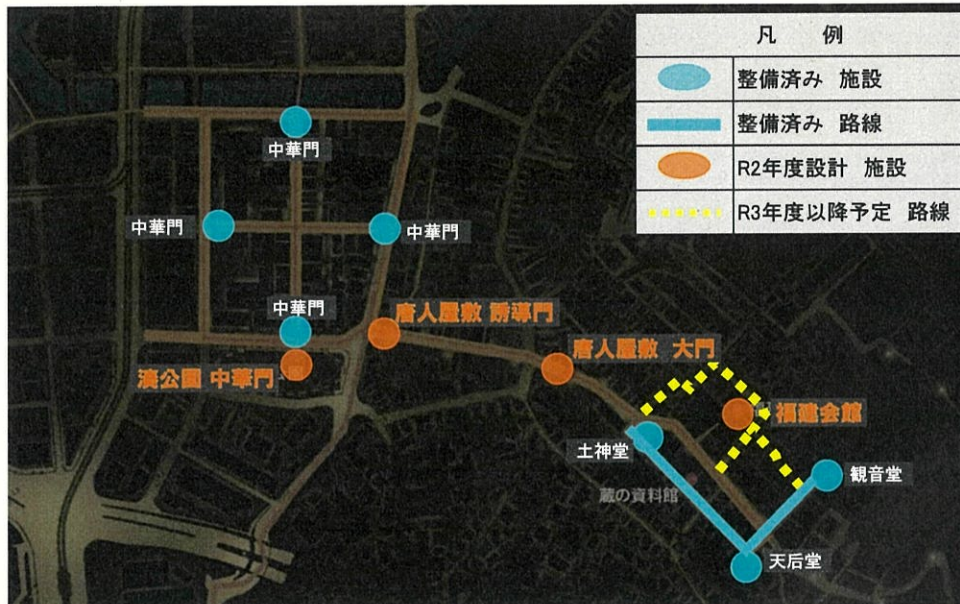 凡　例
整備済み 施設
整備済み 路線
R2年度設計 施設
R3年度以降予定 路線
中華門
中華門
中華門
中華門
唐人屋敷 誘導門
湊公園 中華門
唐人屋敷 大門
福建会館
土神堂
観音堂
蔵の資料館
天后堂